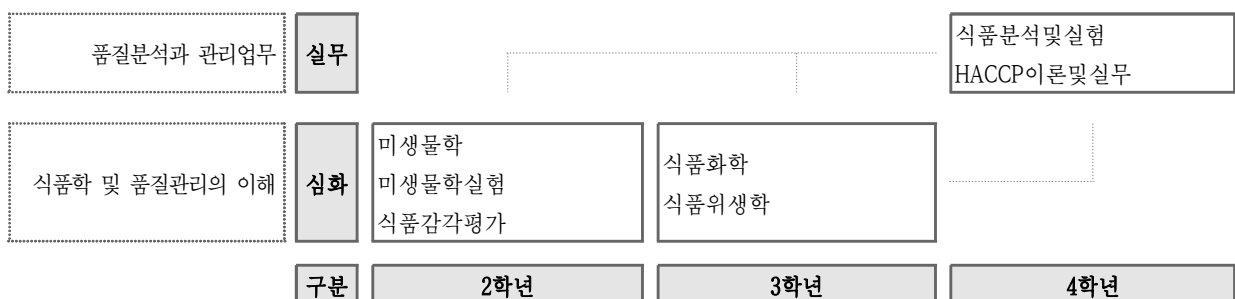 품질분석과 관리업무
실무
식품분석및실험
HACCP이론및실무
식품학 및 품질관리의 이해
심화
미생물학
미생물학실험
식품감각평가
식품화학
식품위생학
구분
2학년
3학년
4학년